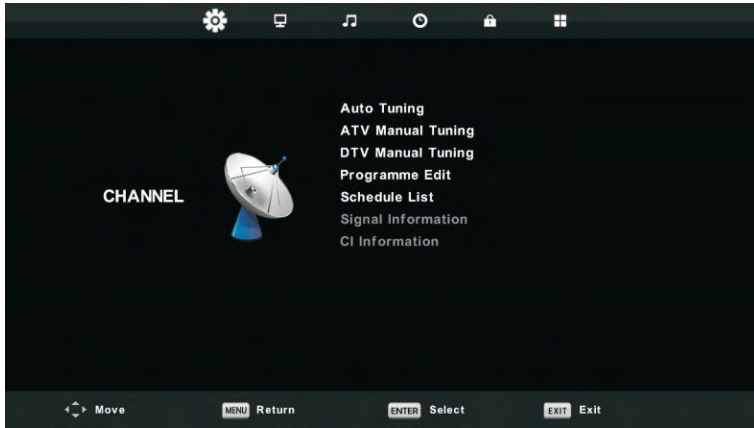 Auto Tuning
ATV Manual Tuning
DTV Manual Tuning
Programme Edit
CHANNEL
Schedule List
Signal Information
CI Information
Move
MENU Return
ENTER Select
EXIT Exit